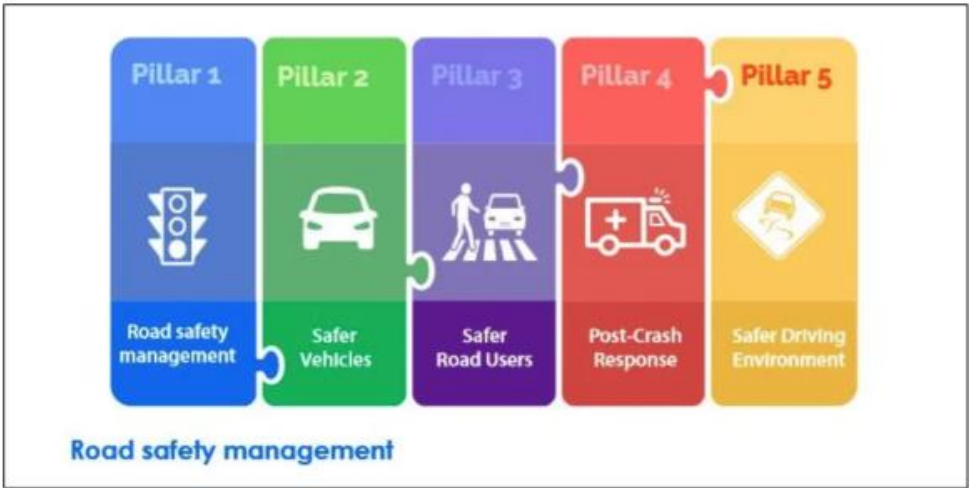 Pillar 1
Pillar 2
Pillar 3
Pillar 4
Pillar 5
Road safety
management
Safer
Vehicles
Safer
Road Users
Post-Crash
Response
Safer Driving
Environment
Road safety management